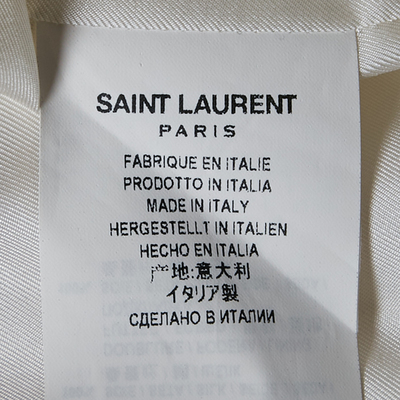 SAINT LAURENT
PARIS
FABRIQUE EN ITALIE
PRODOTTO IN ITALIA
MADE IN ITALY
HERGESTELLT IN ITALIEN
HECHO EN ITALIA
产地:意大利
イタリア製
СДЕЛАНО В ИТАЛИИ